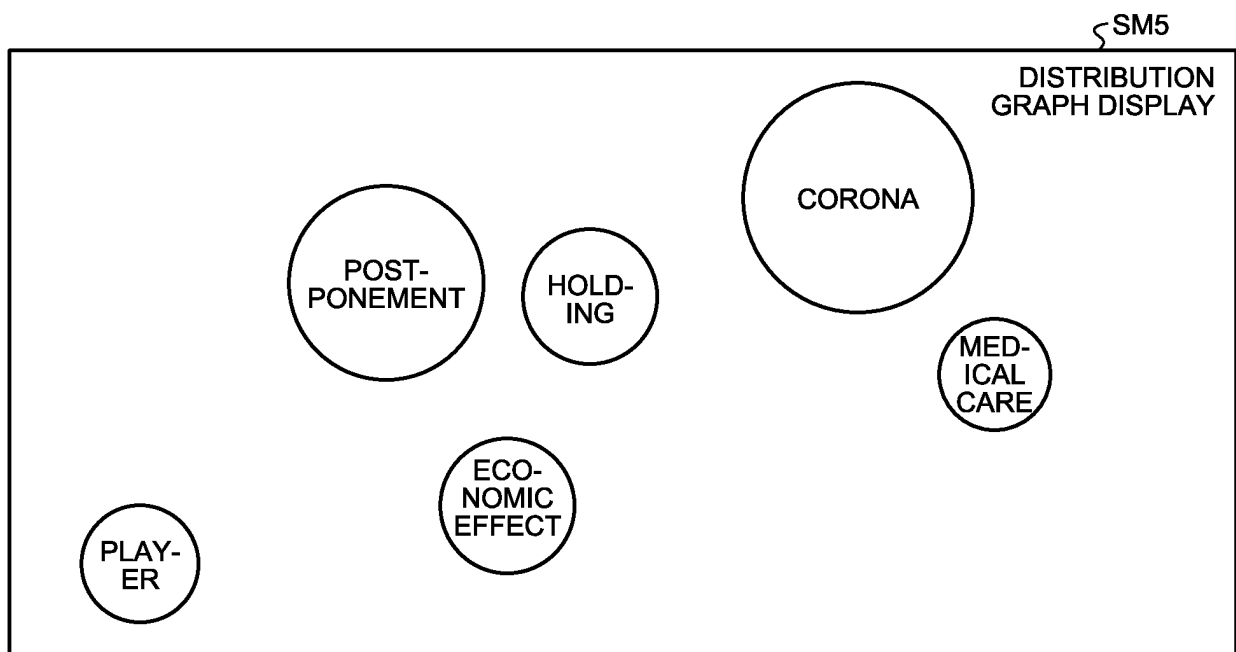 SM5
DISTRIBUTION
GRAPH DISPLAY
CORONA
POST-
PONEMENT
HOLD-
ING
MED-
ICAL
CARE
ECO-
NOMIC
EFFECT
PLAY-
ER